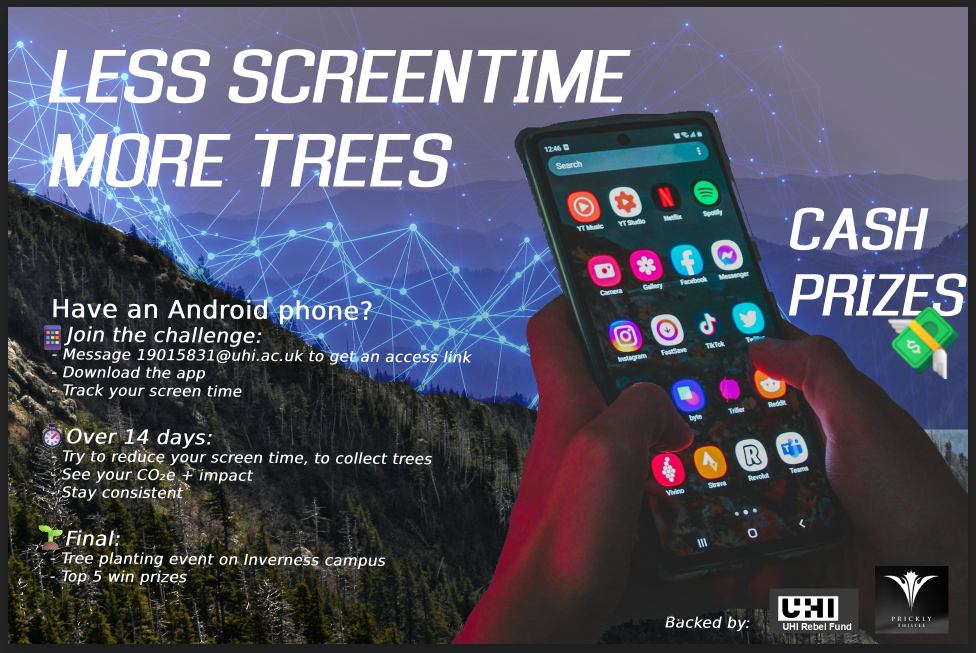 LESS SCREENTIME
MORE TREES
CASH
PRIZES
Have an Android phone?
Join the challenge:
- Message 19015831@uhi.ac.uk to get an access link
- Download the app
- Track your screen time
Over 14 days:
- Try to reduce your screen time, to collect trees
- See your CO₂e + impact
- Stay consistent
Final:
- Tree planting event on Inverness campus
- Top 5 win prizes
12:46
Search
YT Music YT Studio Netflix Spotify
Camera Gallery Facebook Messenger
Instagram FastSave TikTok
byte Triller Reddit
Vivino Strava Revolut Teams
Backed by:
UHI
UHI Rebel Fund
PRICKLY
THISTLE